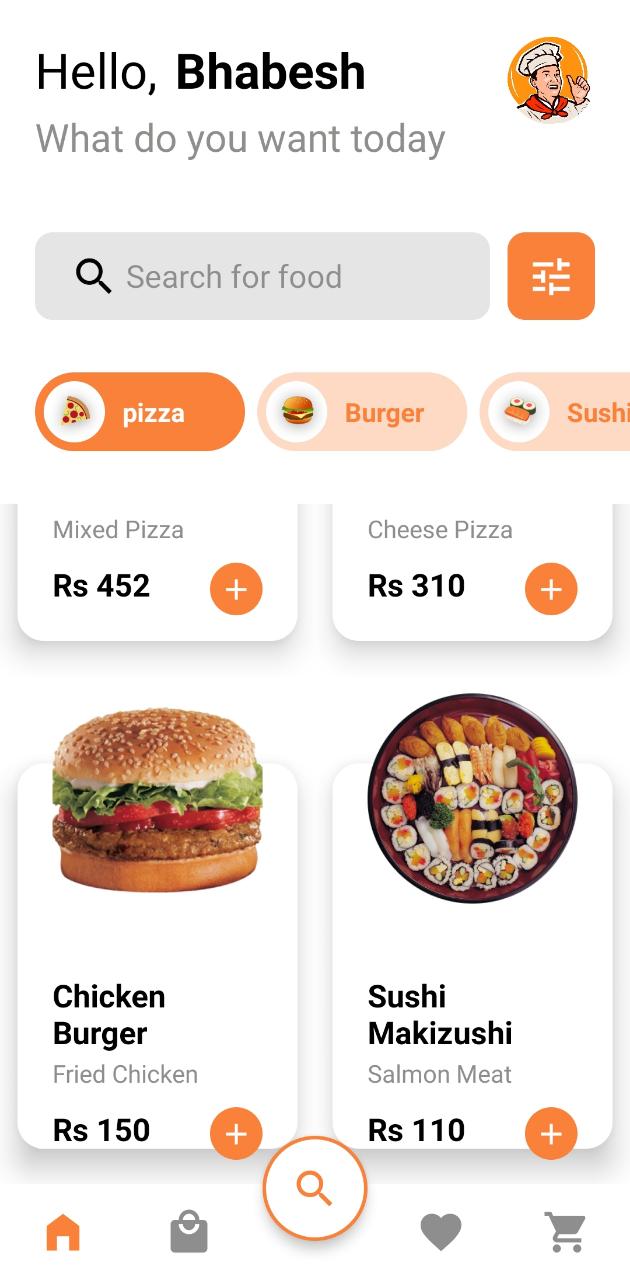 Hello, Bhabesh
What do you want today
Search for food
pizza
Burger
Sushi
Mixed Pizza
Cheese Pizza
Rs 452
Rs 310
Chicken
Burger
Fried Chicken
Rs 150
Sushi
Makizushi
Salmon Meat
Rs 110